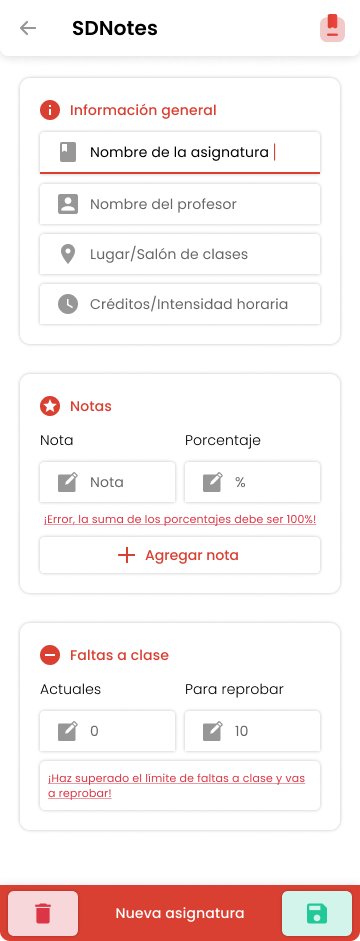 SDNotes
Información general
Nombre de la asignatura
Nombre del profesor
Lugar/Salón de clases
Créditos/Intensidad horaria
Notas
Nota Porcentaje
Nota %
¡Error, la suma de los porcentajes debe ser 100%!
Agregar nota
Faltas a clase
Actuales Para reprobar
0 10
¡Haz superado el límite de faltas a clase y vas
a reprobar!
Nueva asignatura